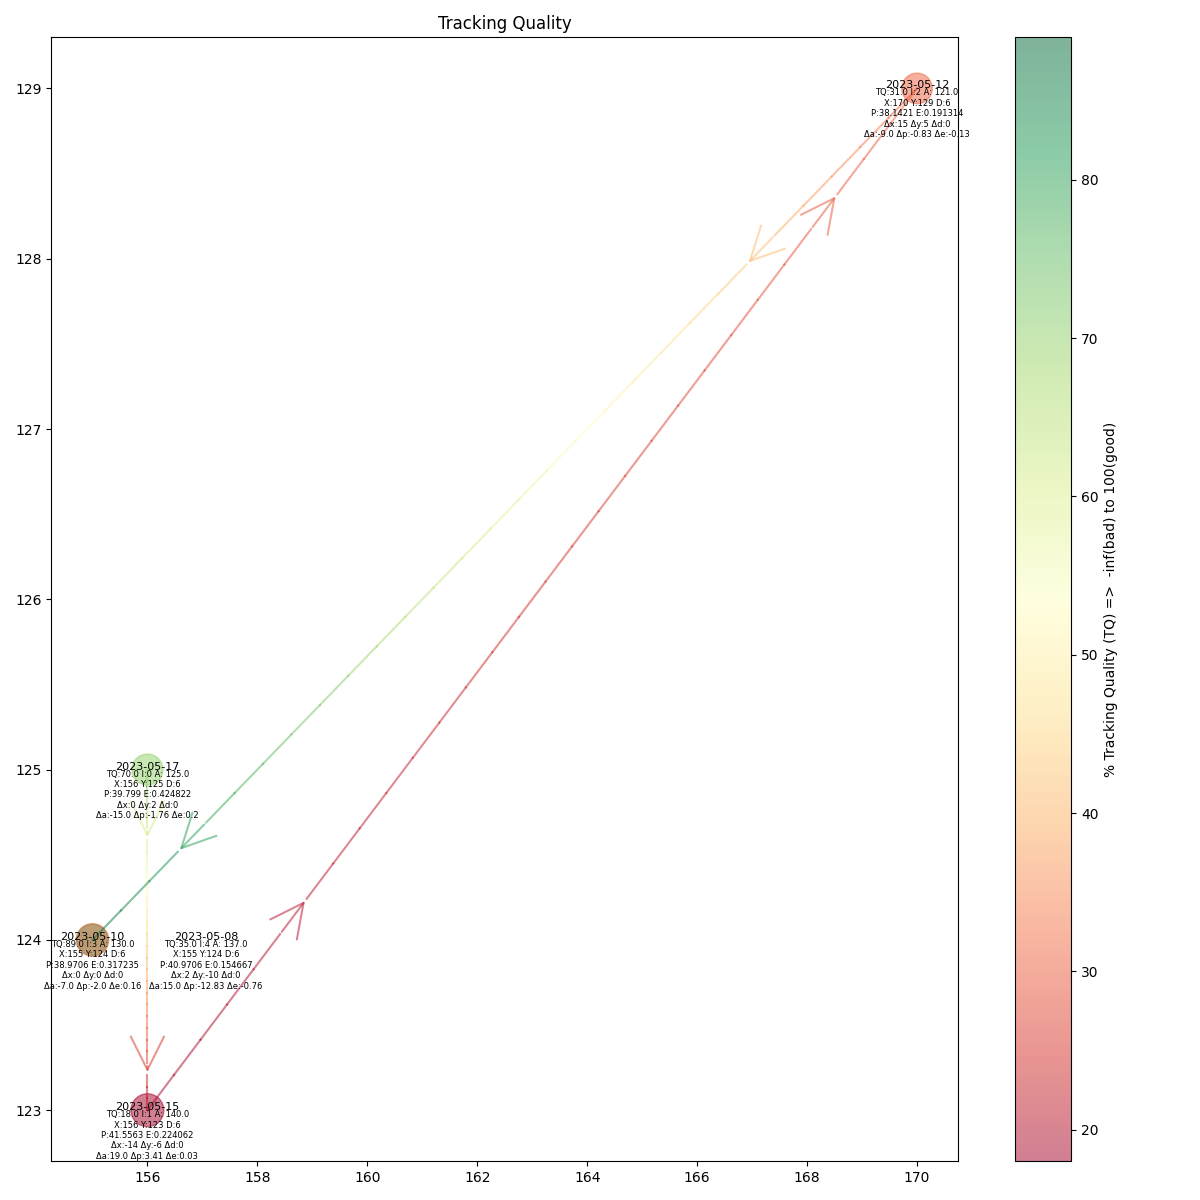 Tracking Quality
129
128
127
126
125
124
123
156
158
160
162
164
166
168
170
2023-05-12
TQ:31.0 I:2 A: 121.0
X:170 Y:129 D:6
P:38.1421 E:0.191314
Δx:15 Δy:5 Δd:0
Δa:-9.0 Δp:-0.83 Δe:-0.13
2023-05-17
TQ:70.0 I:0 A: 125.0
X:156 Y:125 D:6
P:39.799 E:0.424822
Δx:0 Δy:2 Δd:0
Δa:-15.0 Δp:-1.76 Δe:0.2
2023-05-10
TQ:89.0 I:3 A: 130.0
X:155 Y:124 D:6
P:38.9706 E:0.317235
Δx:0 Δy:0 Δd:0
Δa:-7.0 Δp:-2.0 Δe:0.16
2023-05-08
TQ:35.0 I:4 A: 137.0
X:155 Y:124 D:6
P:40.9706 E:0.154667
Δx:2 Δy:-10 Δd:0
Δa:15.0 Δp:-12.83 Δe:-0.76
2023-05-15
TQ:18.0 I:1 A: 140.0
X:156 Y:123 D:6
P:41.5563 E:0.224062
Δx:-14 Δy:-6 Δd:0
Δa:19.0 Δp:3.41 Δe:0.03
80
70
60
50
40
30
20
% Tracking Quality (TQ) => -inf(bad) to 100(good)